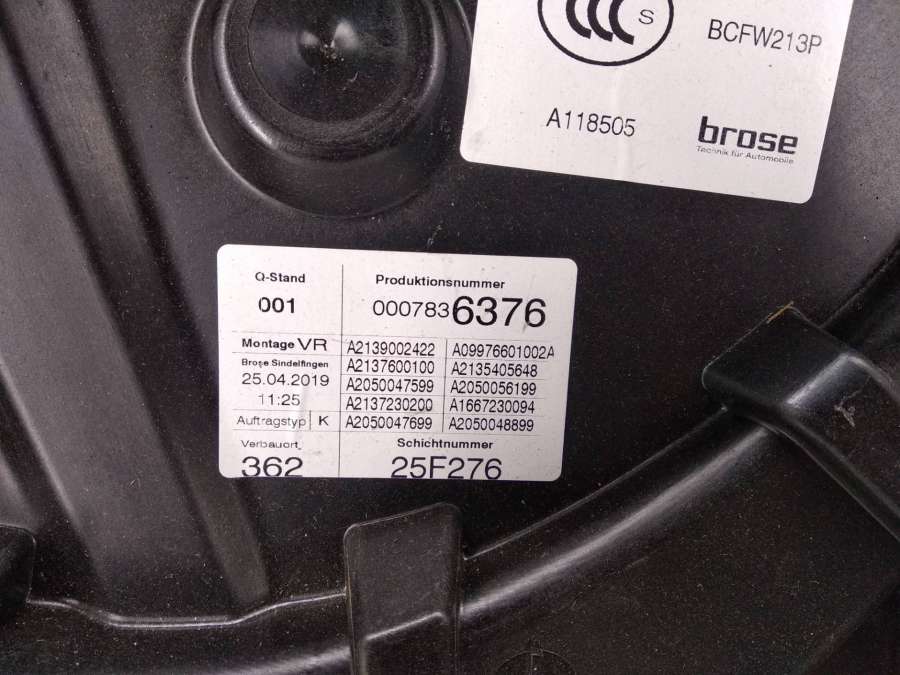 S
BCFW213P
A118505
brose
Technik für Automobile
Q-Stand
001
Produktionsnummer
0007836376
Montage VR
Brose Sindelfingen
25.04.2019
11:25
Auftragstyp K
A2139002422 A09976601002A
A2137600100 A2135405648
A2050047599 A2050056199
A2137230200 A1667230094
A2050047699 A2050048899
Verbauort
362
Schichtnummer
25F276